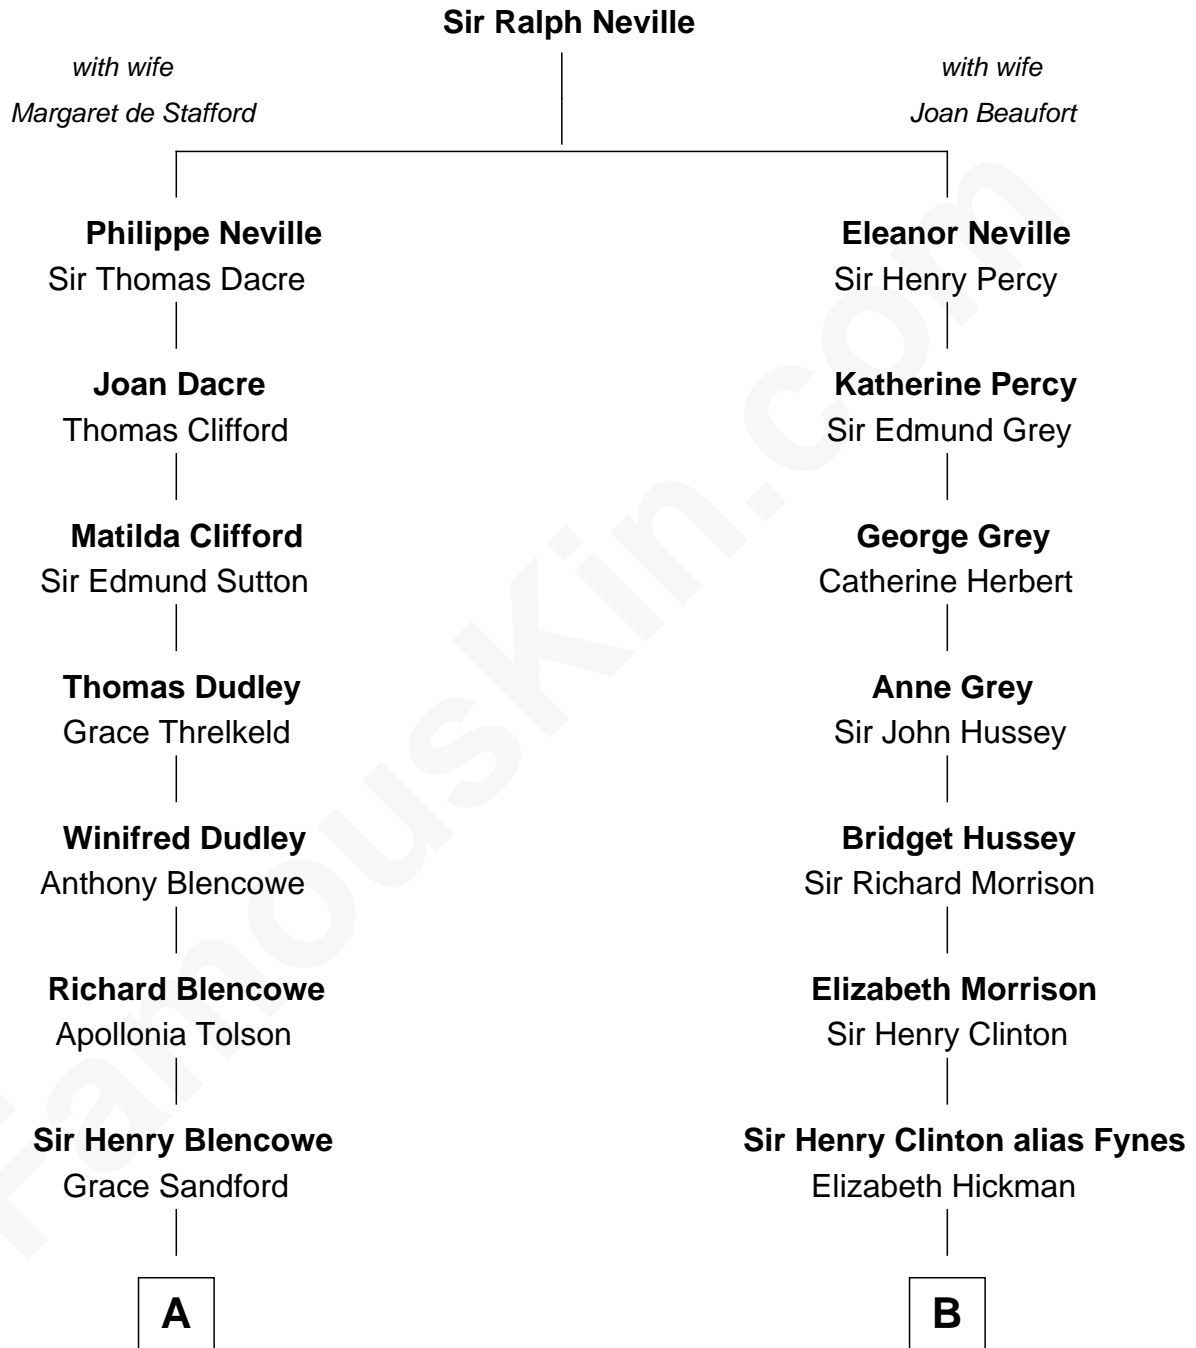 Sir Ralph Neville
with wife
Margaret de Stafford
with wife
Joan Beaufort
Philippe Neville
Sir Thomas Dacre
Eleanor Neville
Sir Henry Percy
Joan Dacre
Thomas Clifford
Katherine Percy
Sir Edmund Grey
Matilda Clifford
Sir Edmund Sutton
George Grey
Catherine Herbert
Thomas Dudley
Grace Threlkeld
Anne Grey
Sir John Hussey
Winifred Dudley
Anthony Blencowe
Bridget Hussey
Sir Richard Morrison
Richard Blencowe
Apollonia Tolson
Elizabeth Morrison
Sir Henry Clinton
Sir Henry Blencowe
Grace Sandford
Sir Henry Clinton alias Fynes
Elizabeth Hickman
A
B
FamousKin.com